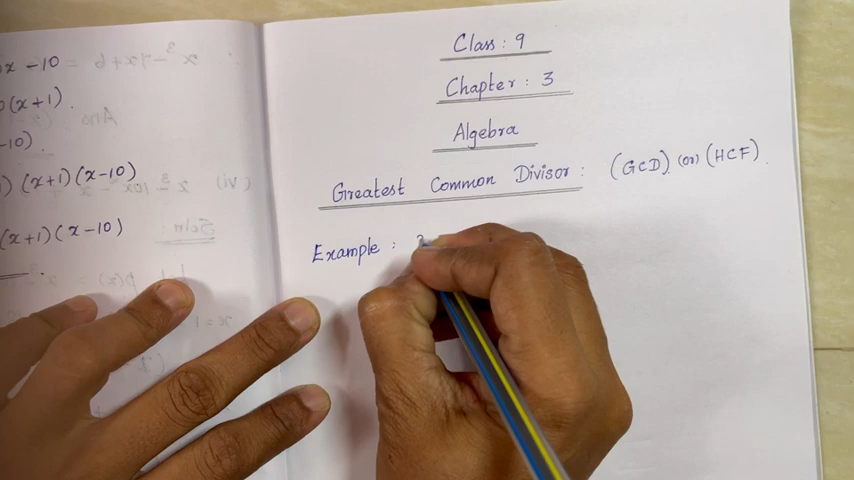 x - 10
(x+1).
-10).
(x+1)(x-10)
(x+1)(x-10)
Class : 9
Chapter : 3
Algebra
Greatest Common Divisor : (GCD) (or) (HCF).
Example :